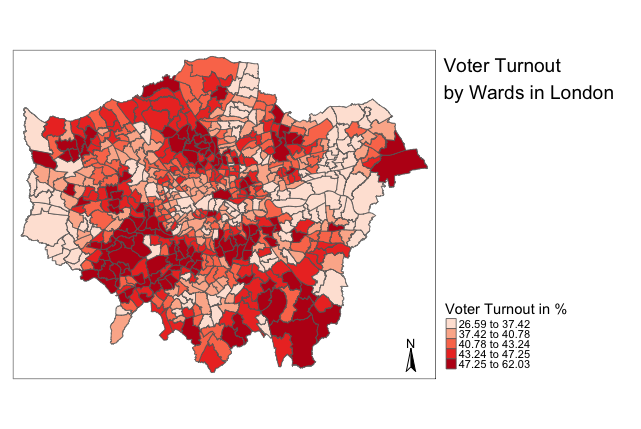 Voter Turnout
by Wards in London
Voter Turnout in %
26.59 to 37.42
37.42 to 40.78
40.78 to 43.24
43.24 to 47.25
47.25 to 62.03
N